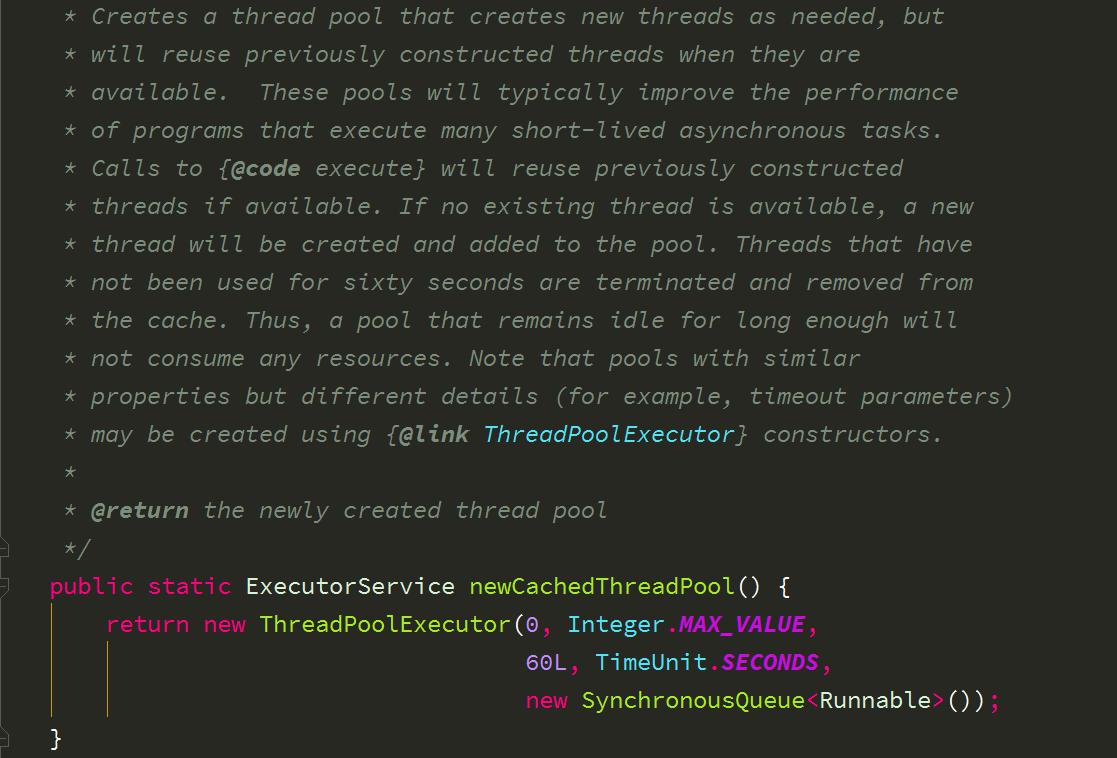 * Creates a thread pool that creates new threads as needed, but
* will reuse previously constructed threads when they are
* available.  These pools will typically improve the performance
* of programs that execute many short-lived asynchronous tasks.
* Calls to {@code execute} will reuse previously constructed
* threads if available. If no existing thread is available, a new
* thread will be created and added to the pool. Threads that have
* not been used for sixty seconds are terminated and removed from
* the cache. Thus, a pool that remains idle for long enough will
* not consume any resources. Note that pools with similar
* properties but different details (for example, timeout parameters)
* may be created using {@link ThreadPoolExecutor} constructors.
*
* @return the newly created thread pool
*/
public static ExecutorService newCachedThreadPool() {
return new ThreadPoolExecutor(0, Integer.MAX_VALUE,
60L, TimeUnit.SECONDS,
new SynchronousQueue<Runnable>());
}